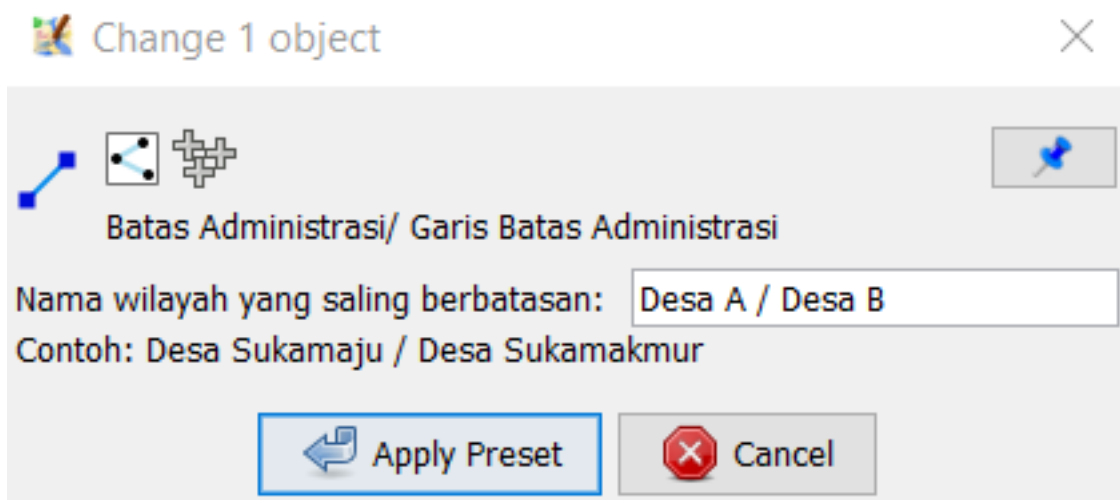 Change 1 object
Batas Administrasi/ Garis Batas Administrasi
Nama wilayah yang saling berbatasan: Desa A / Desa B
Contoh: Desa Sukamaju / Desa Sukamakmur
Apply Preset Cancel